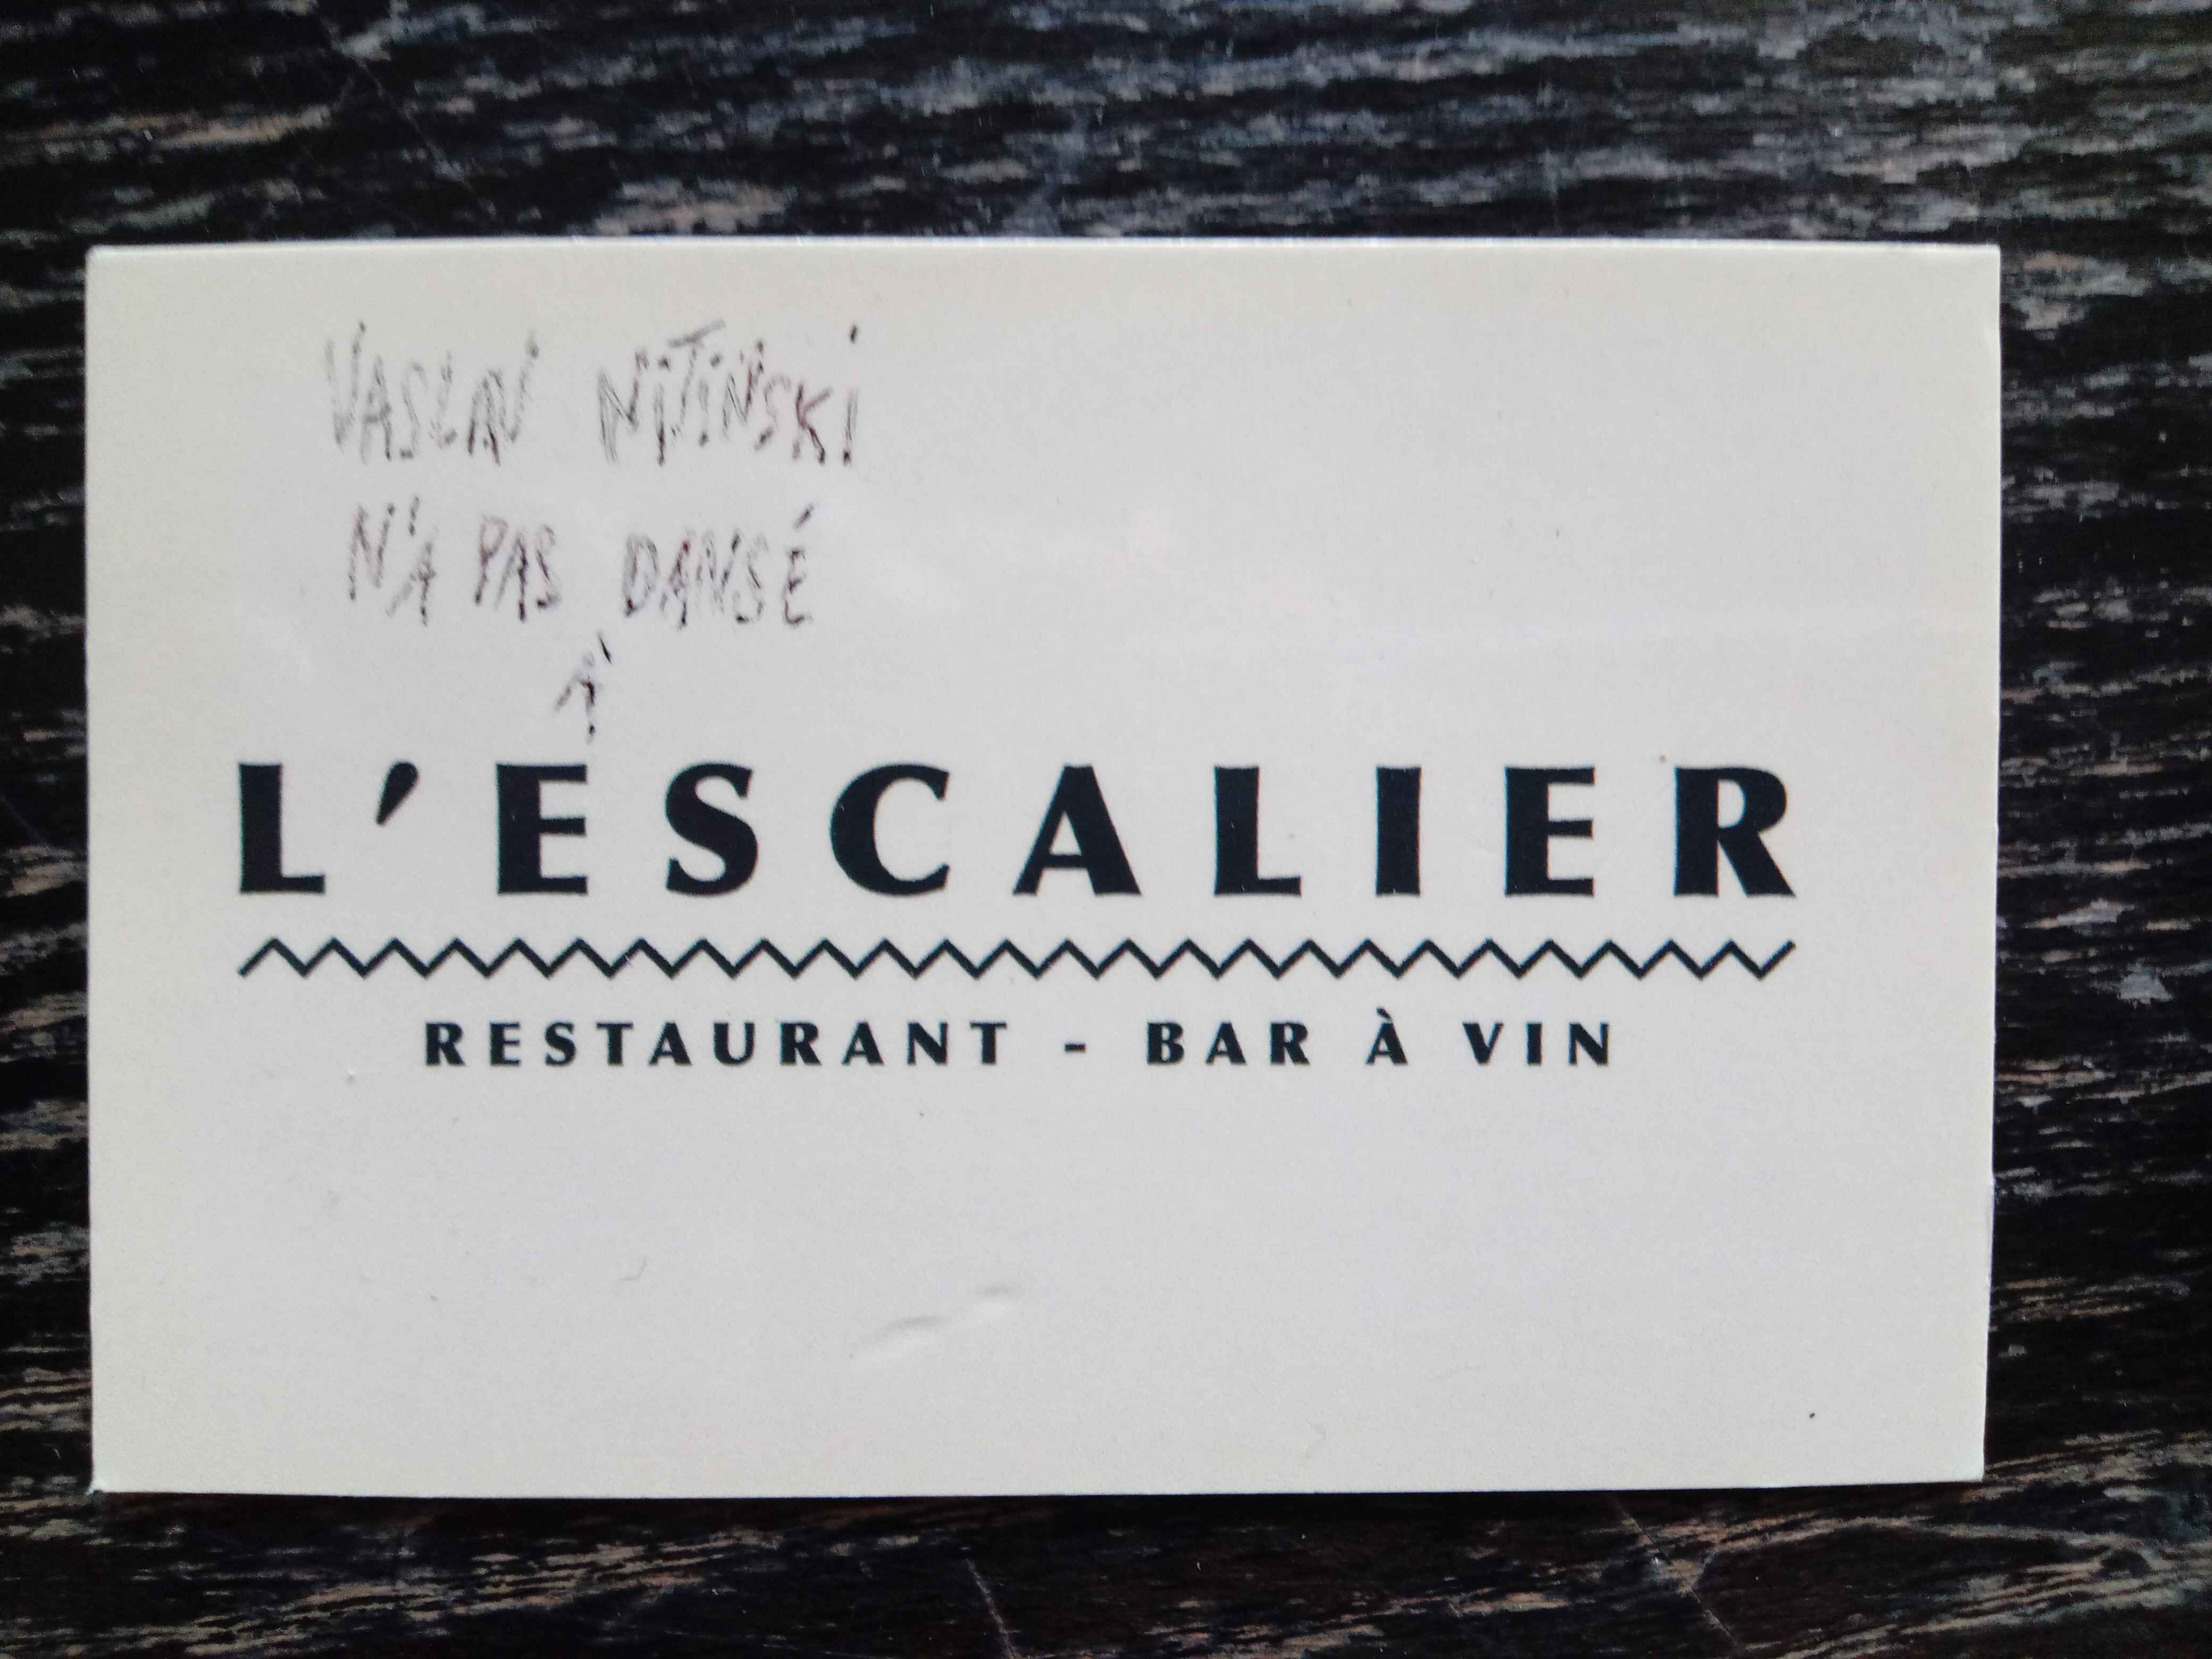 VASLAV NIJINSKI
N'A PAS DANSÉ
À
L'ESCALIER
RESTAURANT - BAR À VIN